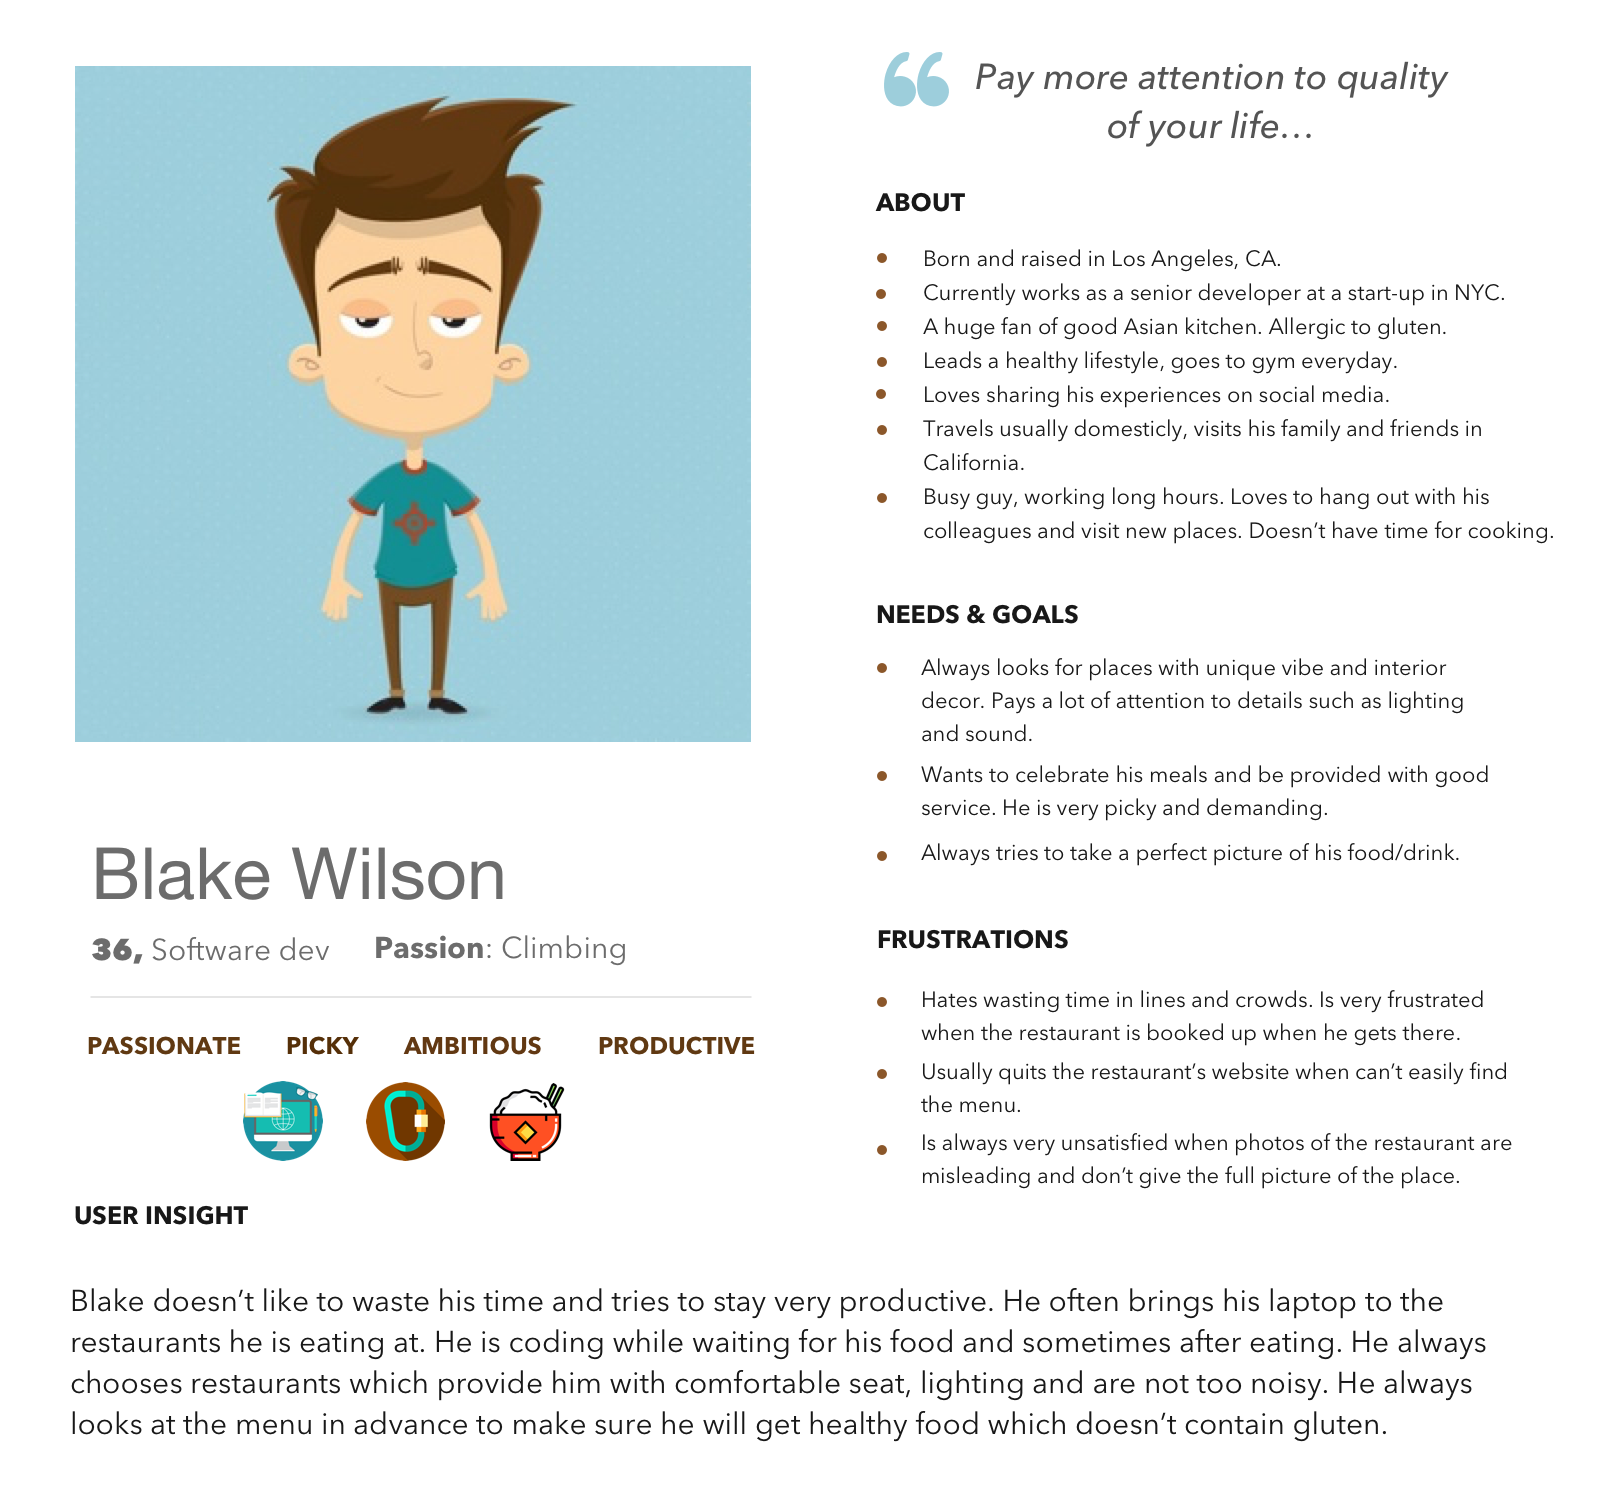 Pay more attention to quality
of your life…
ABOUT
Born and raised in Los Angeles, CA.
Currently works as a senior developer at a start-up in NYC.
A huge fan of good Asian kitchen. Allergic to gluten.
Leads a healthy lifestyle, goes to gym everyday.
Loves sharing his experiences on social media.
Travels usually domesticly, visits his family and friends in
California.
Busy guy, working long hours. Loves to hang out with his
colleagues and visit new places. Doesn’t have time for cooking.
NEEDS & GOALS
Always looks for places with unique vibe and interior
decor. Pays a lot of attention to details such as lighting
and sound.
Wants to celebrate his meals and be provided with good
service. He is very picky and demanding.
Always tries to take a perfect picture of his food/drink.
FRUSTRATIONS
Hates wasting time in lines and crowds. Is very frustrated
when the restaurant is booked up when he gets there.
Usually quits the restaurant’s website when can’t easily find
the menu.
Is always very unsatisfied when photos of the restaurant are
misleading and don’t give the full picture of the place.
Blake Wilson
36, Software dev Passion: Climbing
PASSIONATE PICKY AMBITIOUS PRODUCTIVE
USER INSIGHT
Blake doesn’t like to waste his time and tries to stay very productive. He often brings his laptop to the
restaurants he is eating at. He is coding while waiting for his food and sometimes after eating. He always
chooses restaurants which provide him with comfortable seat, lighting and are not too noisy. He always
looks at the menu in advance to make sure he will get healthy food which doesn’t contain gluten.